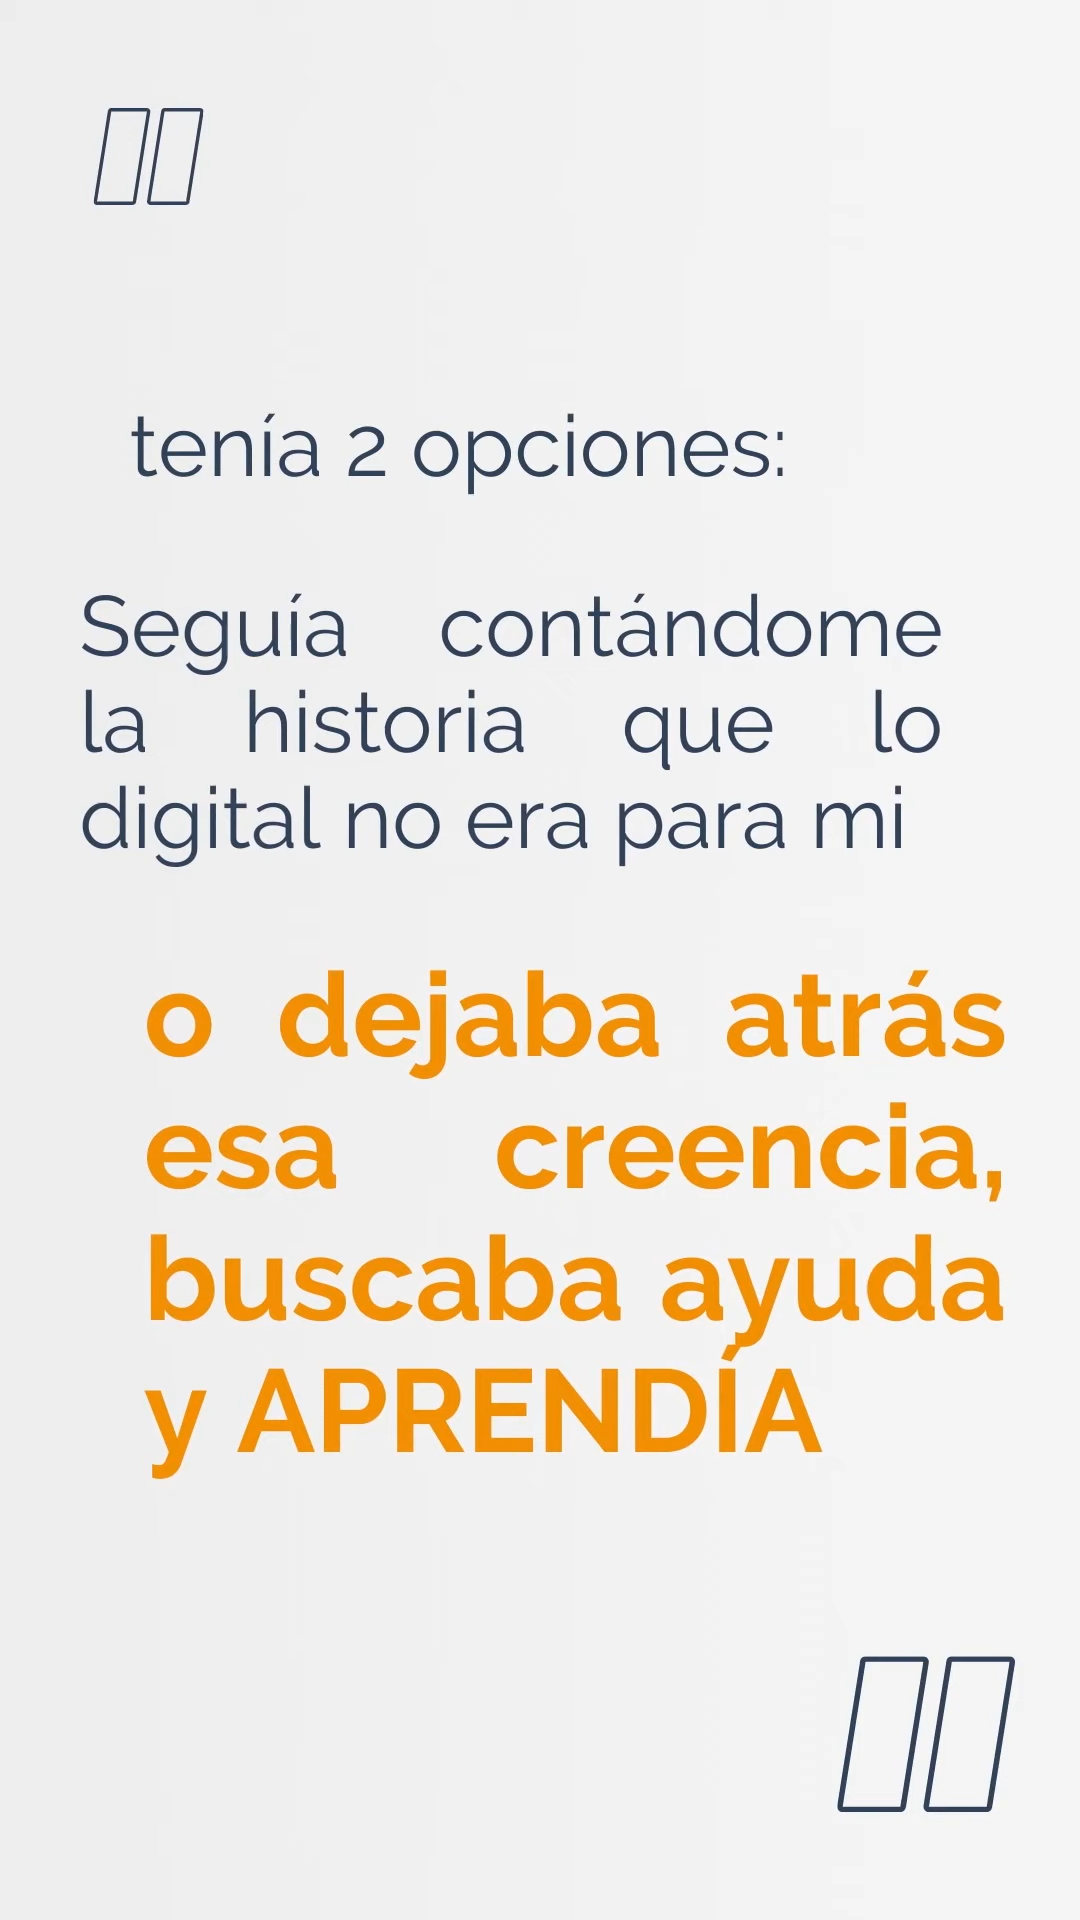 tenía 2 opciones:
Seguía contándome
la historia que lo
digital no era para mi
o dejaba atrás
esa creencia,
buscaba ayuda
y APRENDÍA